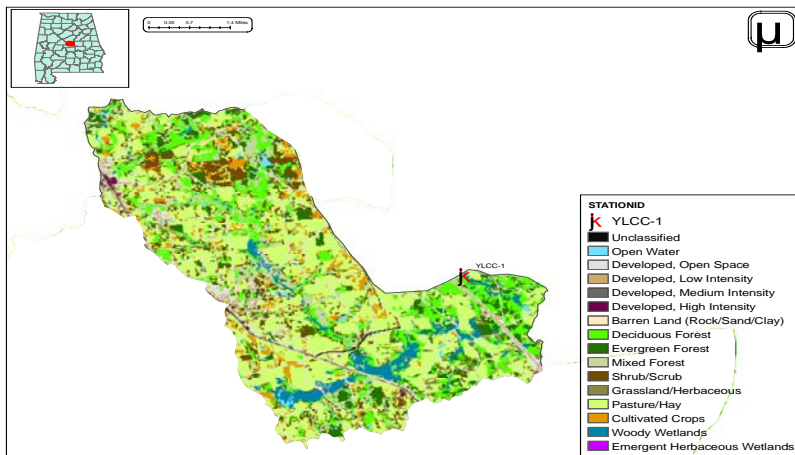 0 0.35 0.7 1.4 Miles
µ
YLCC-1
STATIONID
jk YLCC-1
Unclassified
Open Water
Developed, Open Space
Developed, Low Intensity
Developed, Medium Intensity
Developed, High Intensity
Barren Land (Rock/Sand/Clay)
Deciduous Forest
Evergreen Forest
Mixed Forest
Shrub/Scrub
Grassland/Herbaceous
Pasture/Hay
Cultivated Crops
Woody Wetlands
Emergent Herbaceous Wetlands
jk